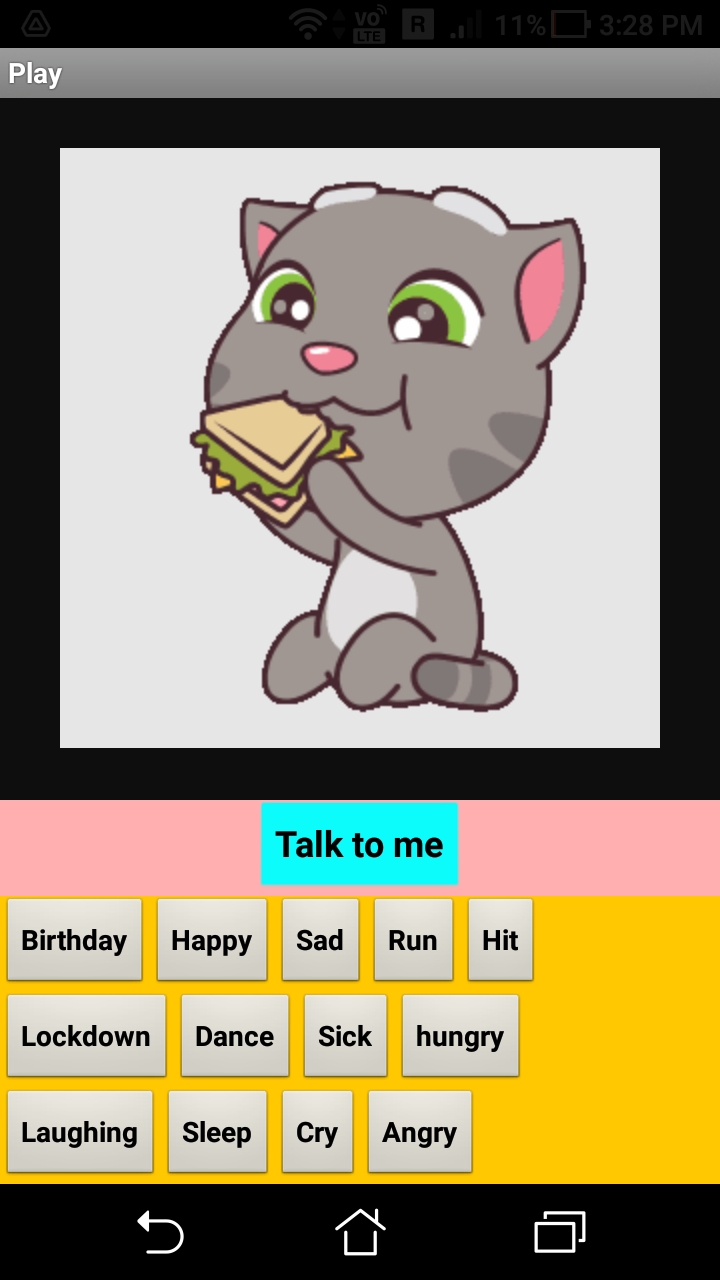 VO LTE R 11% 3:28 PM
Play
Talk to me
Birthday Happy Sad Run Hit
Lockdown Dance Sick hungry
Laughing Sleep Cry Angry